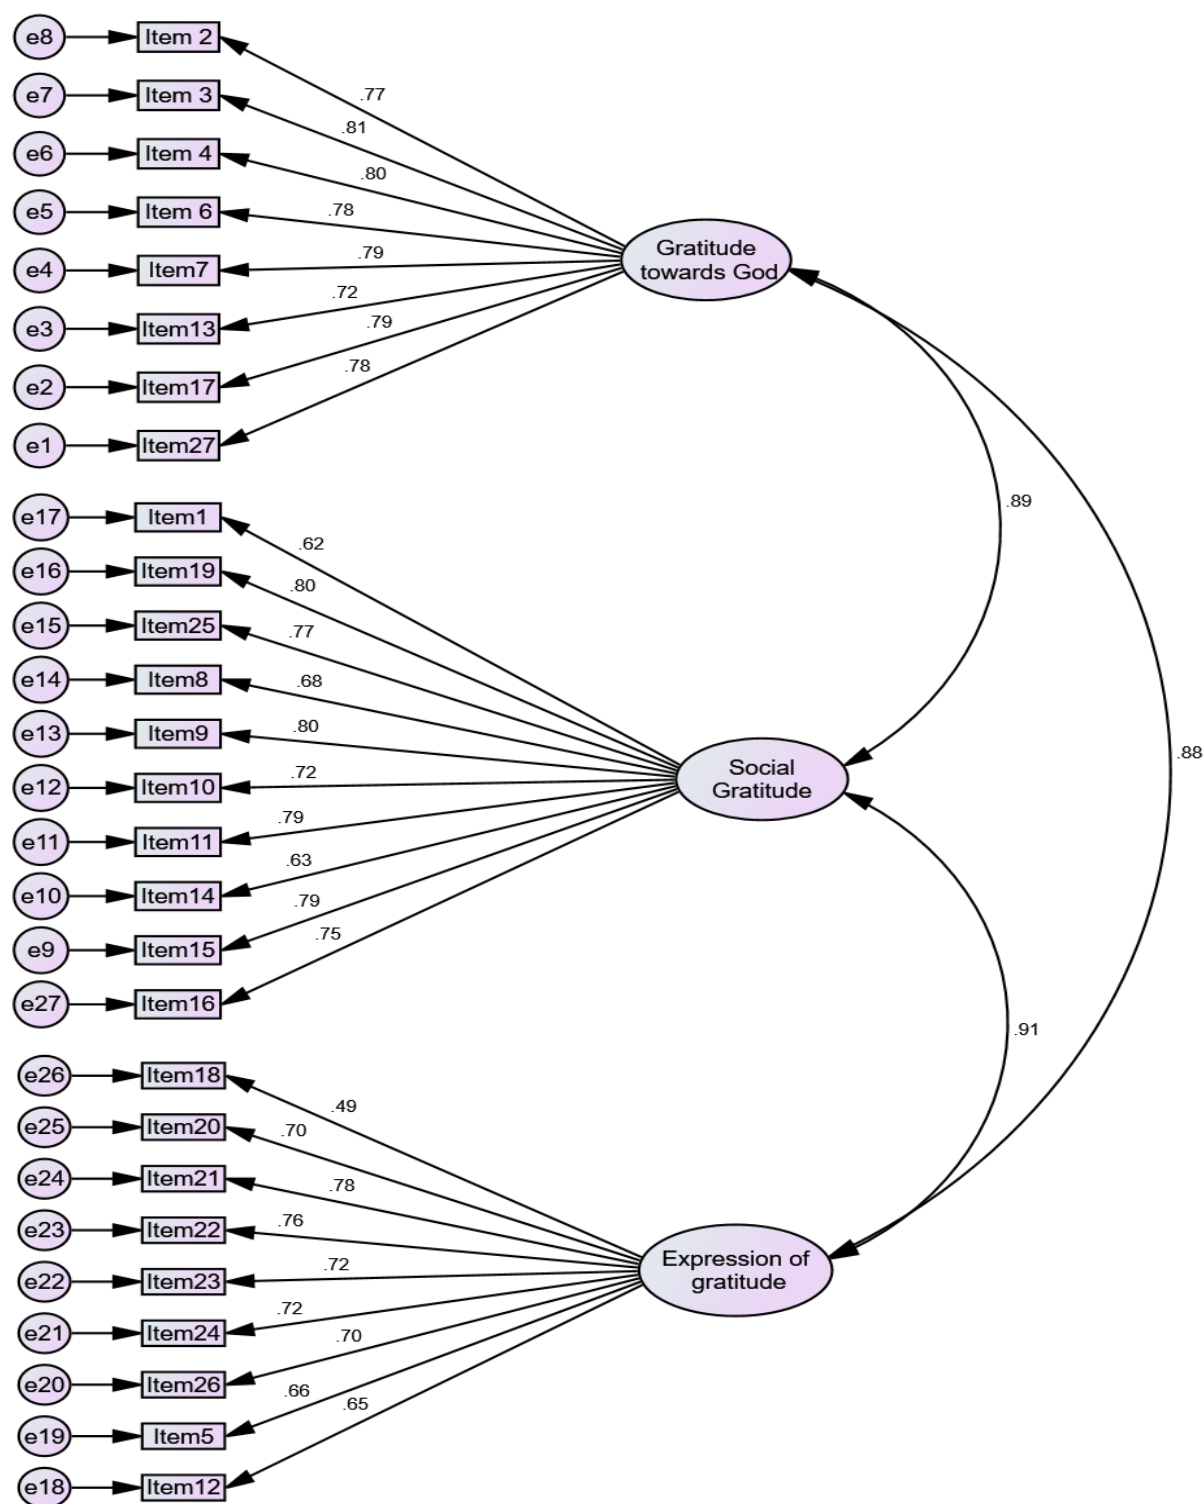 e8
Item 2
.77
e7
Item 3
.81
e6
Item 4
.80
e5
Item 6
.78
e4
Item7
.79
e3
Item13
.72
e2
Item17
.79
e1
Item27
.78
Gratitude
towards God
e17
Item1
.62
e16
Item19
.80
e15
Item25
.77
e14
Item8
.68
e13
Item9
.80
e12
Item10
.72
e11
Item11
.79
e10
Item14
.63
e9
Item15
.79
e27
Item16
.75
Social
Gratitude
.89
.88
.91
e26
Item18
.49
e25
Item20
.70
e24
Item21
.78
e23
Item22
.76
e22
Item23
.72
e21
Item24
.72
e20
Item26
.70
e19
Item5
.66
e18
Item12
.65
Expression of
gratitude